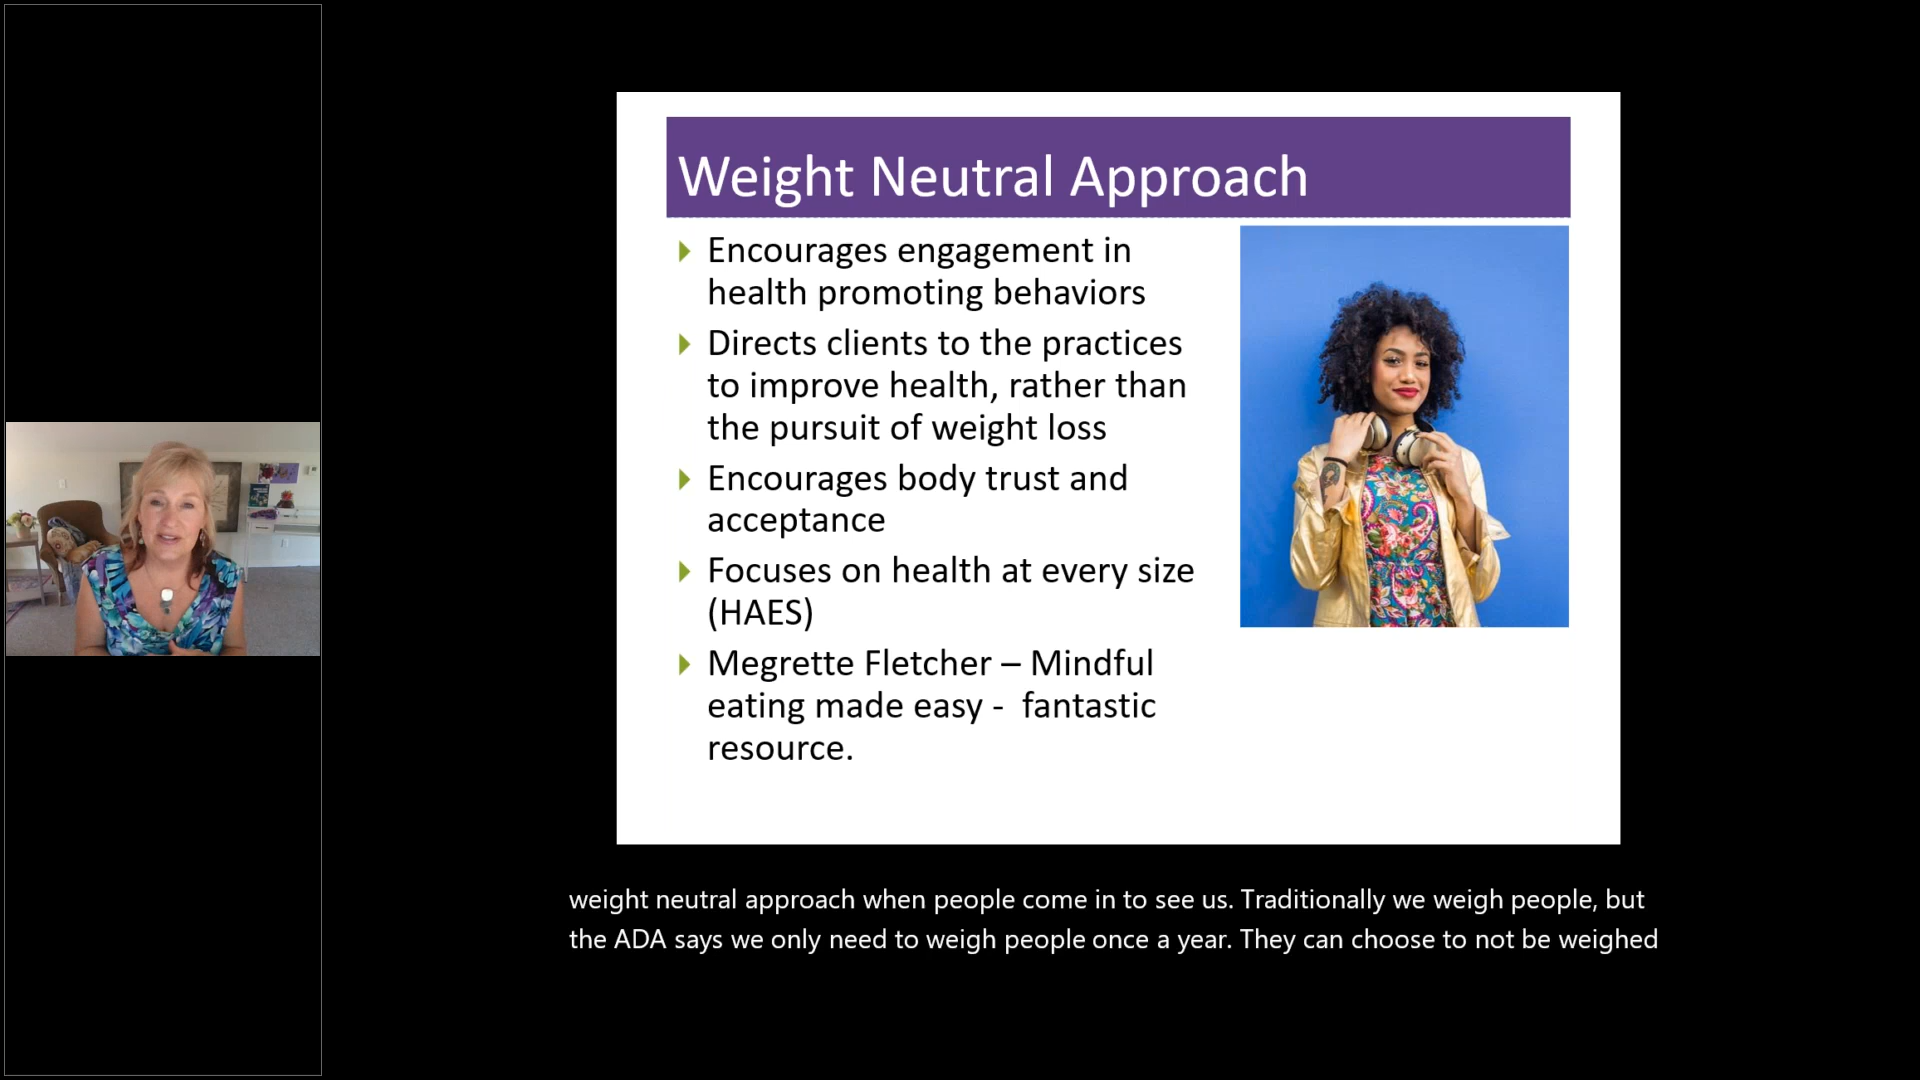 Weight Neutral Approach
Encourages engagement in
health promoting behaviors
Directs clients to the practices
to improve health, rather than
the pursuit of weight loss
Encourages body trust and
acceptance
Focuses on health at every size
(HAES)
Megrette Fletcher – Mindful
eating made easy -  fantastic
resource.
weight neutral approach when people come in to see us. Traditionally we weigh people, but
the ADA says we only need to weigh people once a year. They can choose to not be weighed